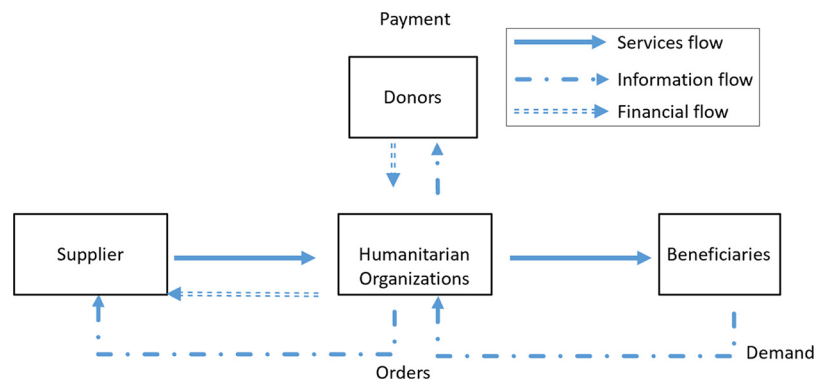 Payment
Services flow
Information flow
Financial flow
Donors
Supplier
Humanitarian
Organizations
Beneficiaries
Demand
Orders